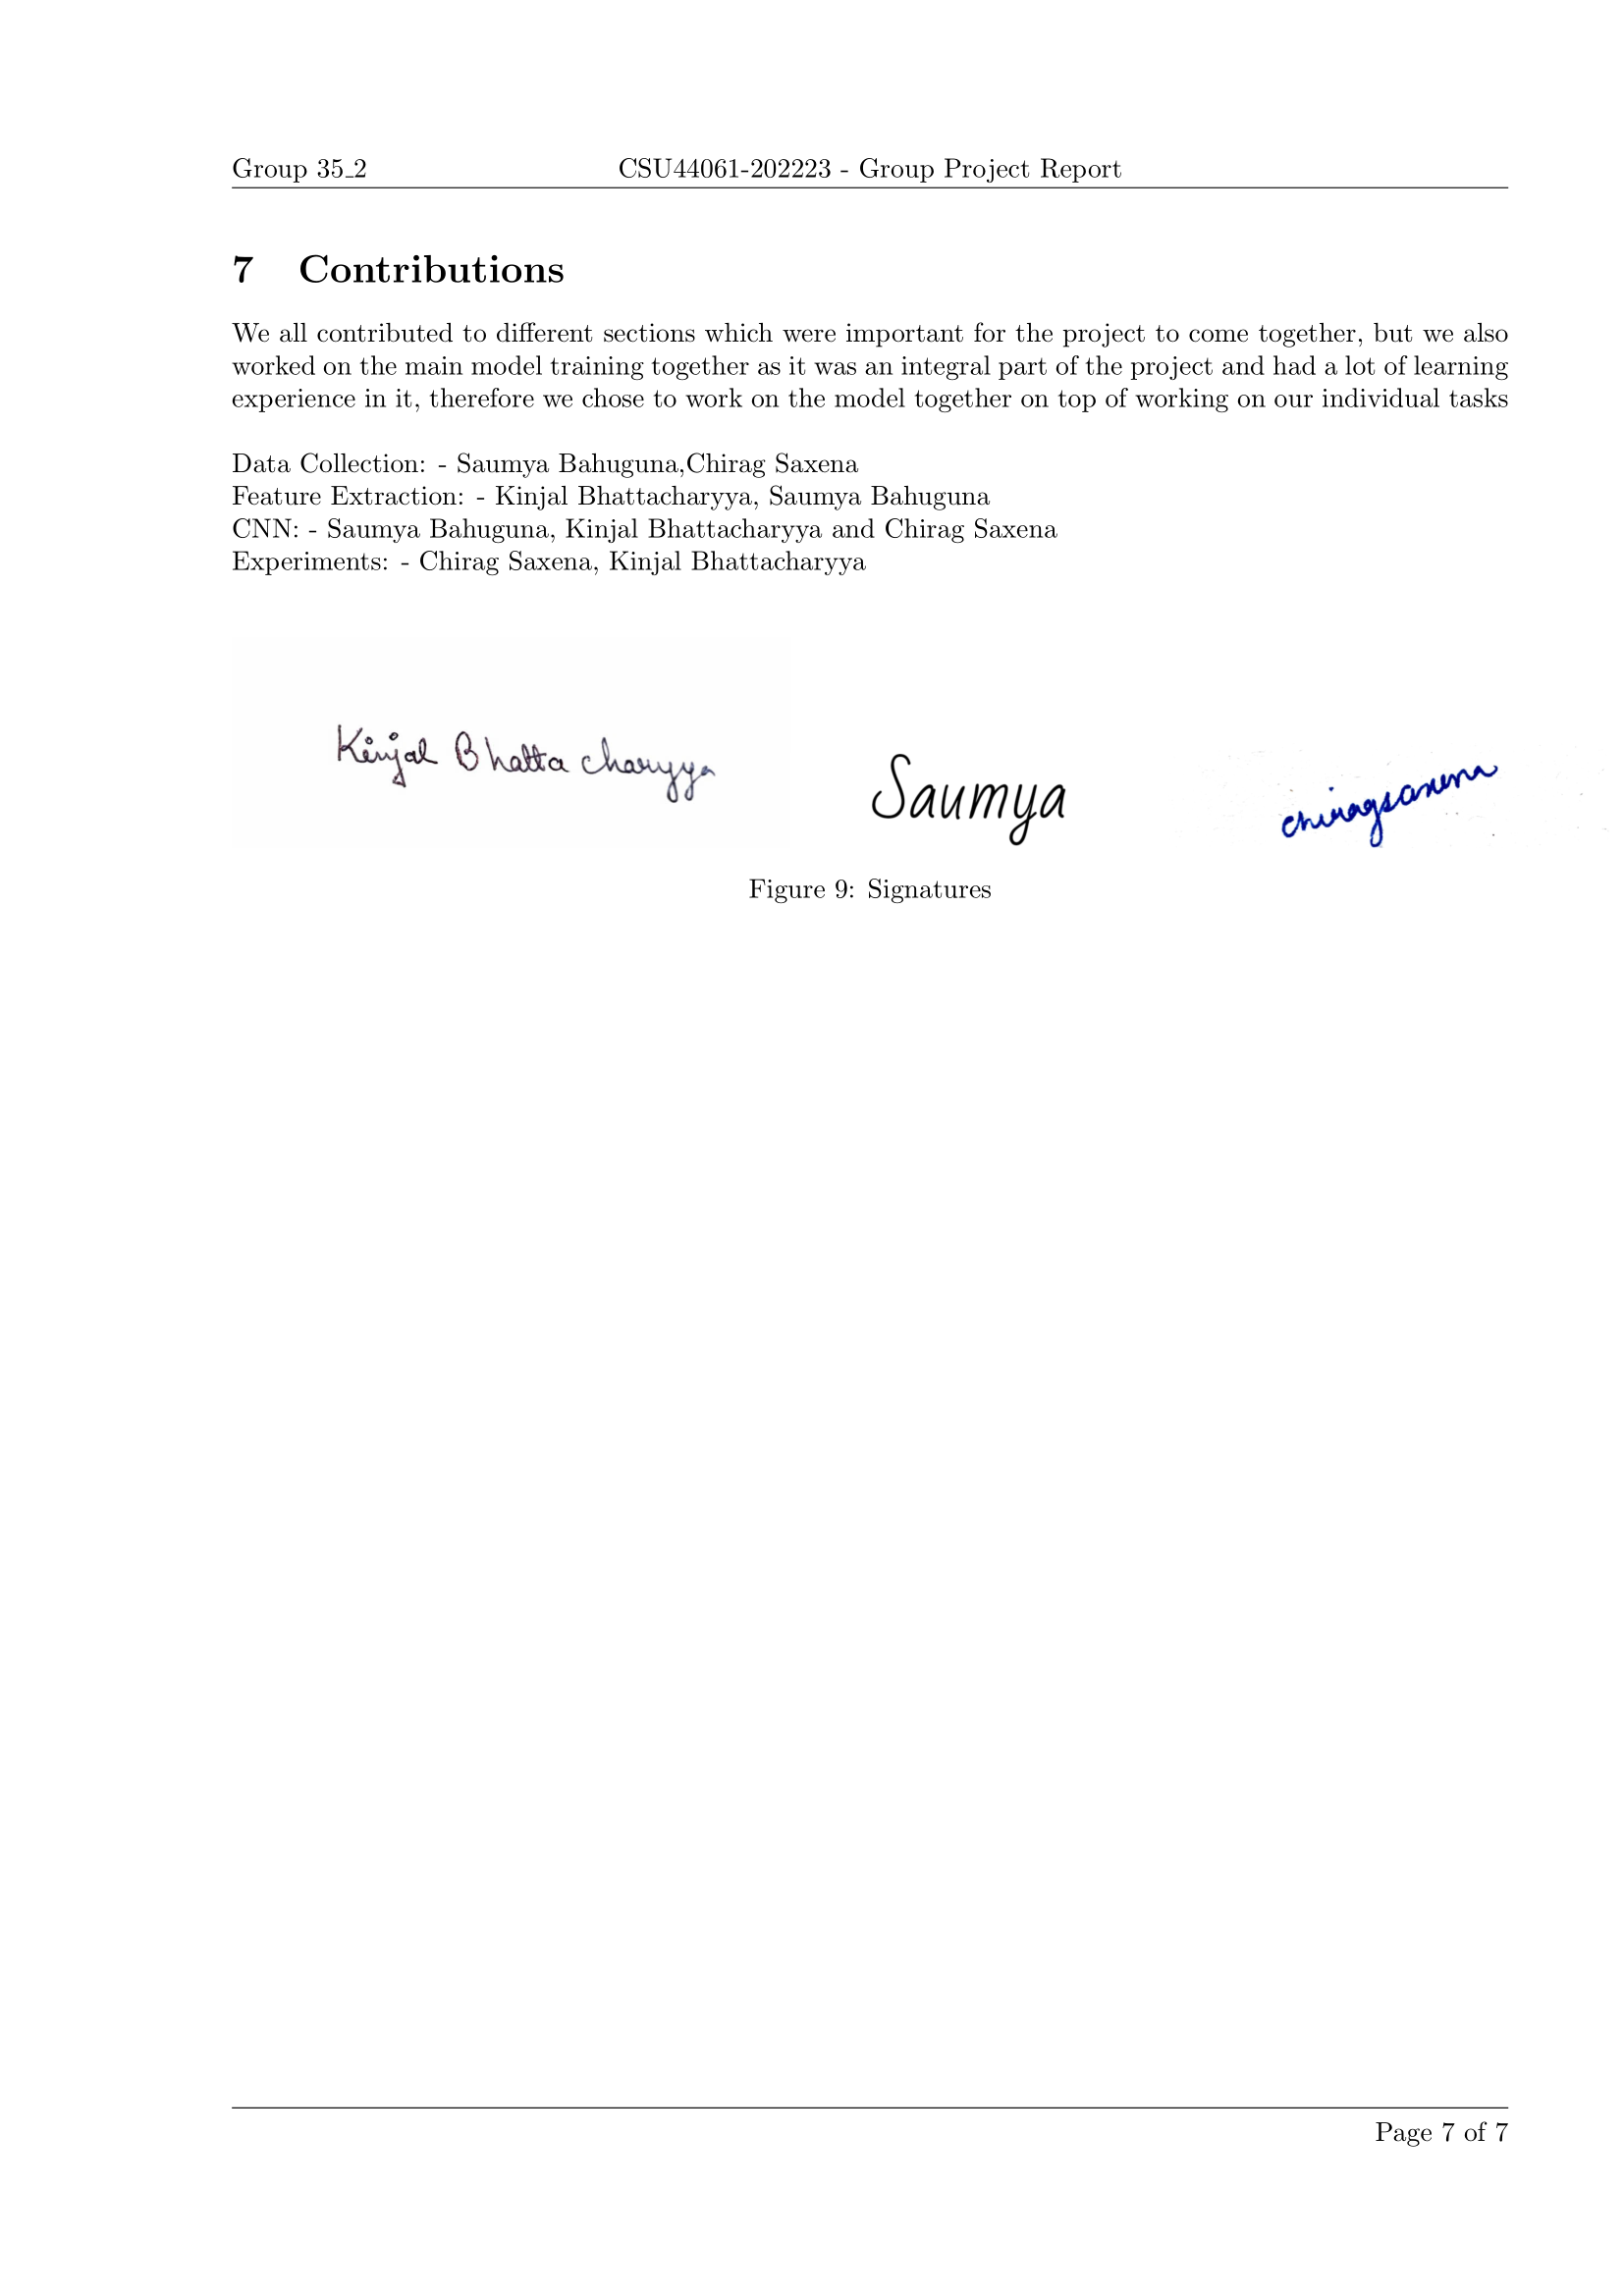 Group 35_2 CSU44061-202223 - Group Project Report
7 Contributions
We all contributed to different sections which were important for the project to come together, but we also
worked on the main model training together as it was an integral part of the project and had a lot of learning
experience in it, therefore we chose to work on the model together on top of working on our individual tasks
Data Collection: - Saumya Bahuguna,Chirag Saxena
Feature Extraction: - Kinjal Bhattacharyya, Saumya Bahuguna
CNN: - Saumya Bahuguna, Kinjal Bhattacharyya and Chirag Saxena
Experiments: - Chirag Saxena, Kinjal Bhattacharyya
Kinjal Bhattacharyya Saumya chiragsaxena
Figure 9: Signatures
Page 7 of 7